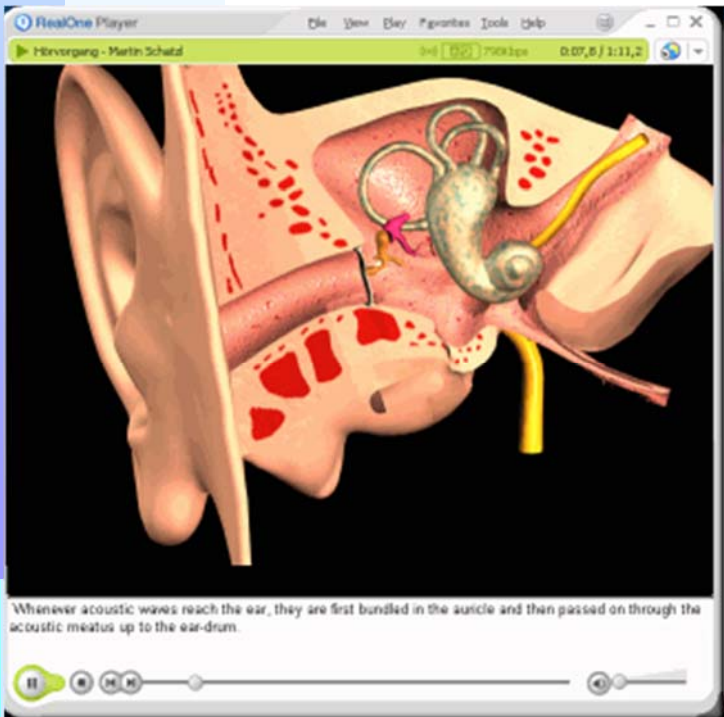 RealOne Player File View Play Favorites Tools Help
Hörvorgang - Martin Schatzl 0:07,8 / 1:11,2
Whenever acoustic waves reach the ear, they are first bundled in the auricle and then passed on through the
acoustic meatus up to the ear-drum.